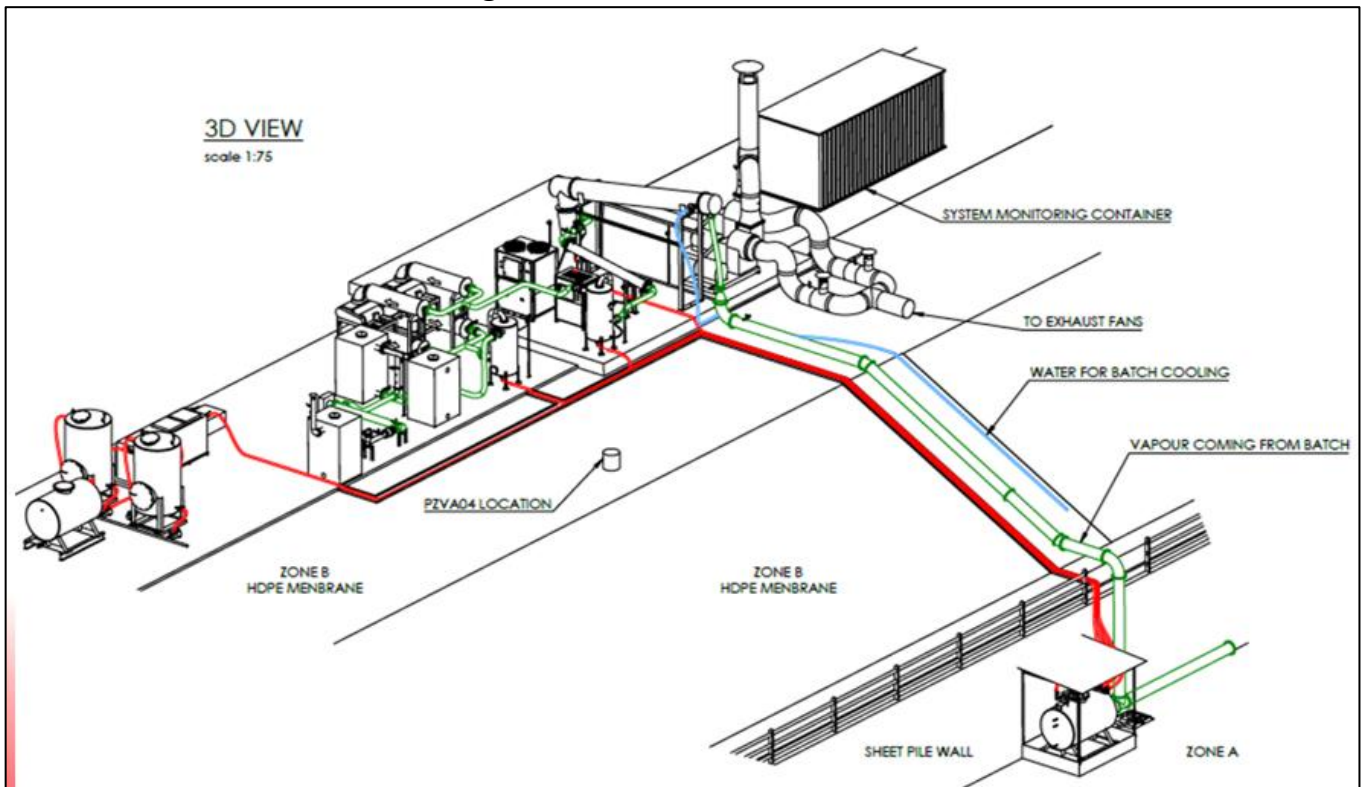 3D VIEW
scale 1:75
SYSTEM MONITORING CONTAINER
TO EXHAUST FANS
WATER FOR BATCH COOLING
VAPOUR COMING FROM BATCH
PZVA04 LOCATION
ZONE B
HDPE MENBRANE
ZONE B
HDPE MENBRANE
SHEET PILE WALL
ZONE A